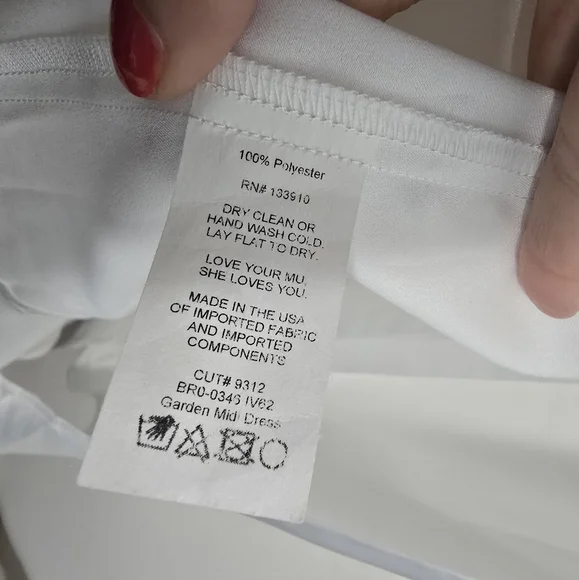 100% Polyester
RN# 133910
DRY CLEAN OR
HAND WASH COLD.
LAY FLAT TO DRY.
LOVE YOUR MU,
SHE LOVES YOU.
MADE IN THE USA
OF IMPORTED FABRIC
AND IMPORTED
COMPONENTS
CUT# 9312
BR0-0346 IV62
Garden Midi Dress